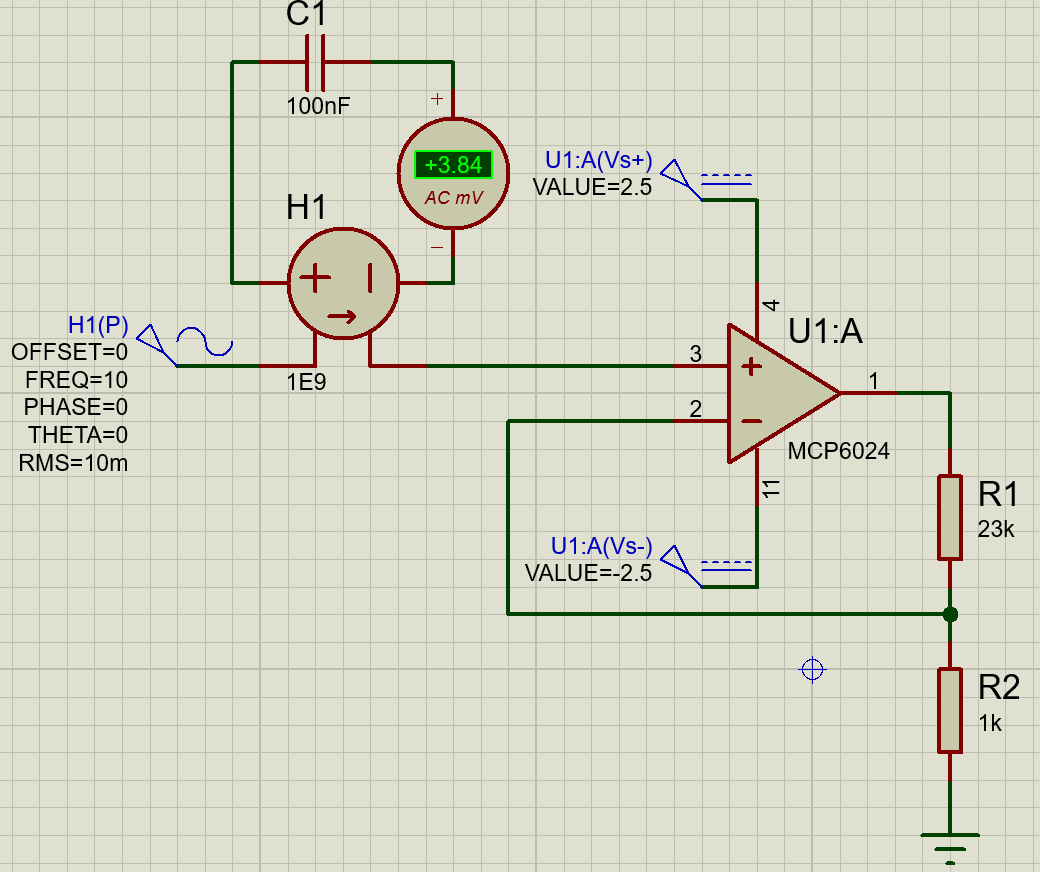 C1
100nF
+
+3.84
AC mV
−
H1
1E9
H1(P)
OFFSET=0
FREQ=10
PHASE=0
THETA=0
RMS=10m
U1:A(Vs+)
VALUE=2.5
4
U1:A
3
2
1
MCP6024
11
U1:A(Vs-)
VALUE=-2.5
R1
23k
R2
1k